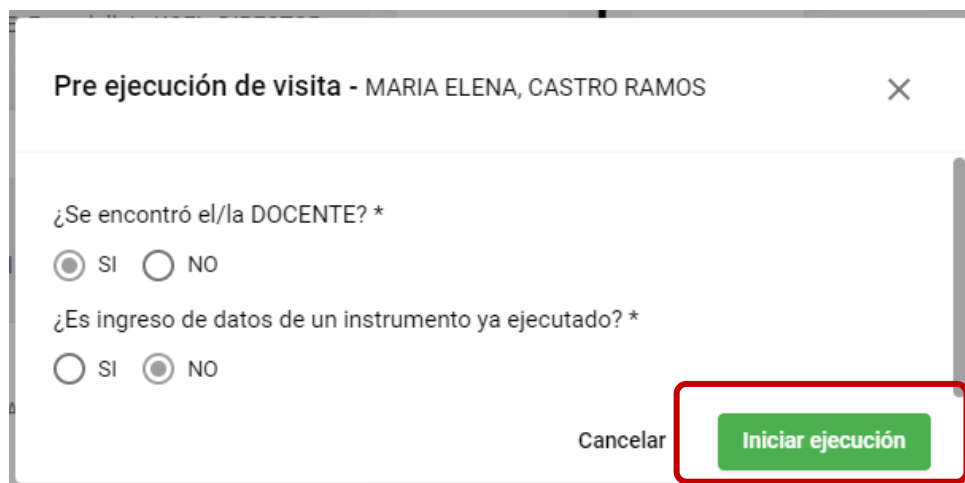 Pre ejecución de visita - MARIA ELENA, CASTRO RAMOS
¿Se encontró el/la DOCENTE? *
SI NO
¿Es ingreso de datos de un instrumento ya ejecutado? *
SI NO
Cancelar Iniciar ejecución